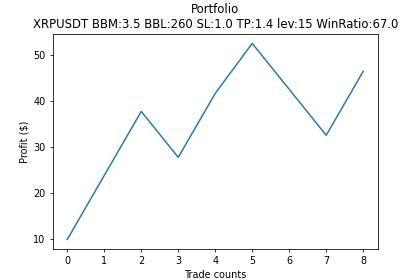 Portfolio
XRPUSDT BBM:3.5 BBL:260 SL:1.0 TP:1.4 lev:15 WinRatio:67.0
50
40
30
20
10
Profit ($)
0 1 2 3 4 5 6 7 8
Trade counts